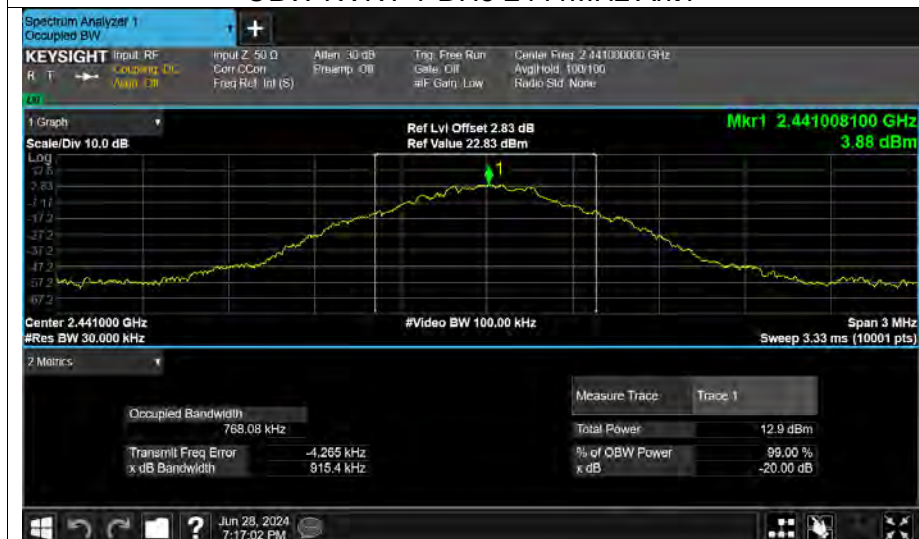 Spectrum Analyzer 1
Occupied BW
KEYSIGHT Input: RF Input Z: 50 Ω Atten: 30 dB Trig: Free Run Center Freq: 2.441000000 GHz
R T Coupling: DC Corr CCorr Preamp: Off Gate: Off Avg|Hold: 100/100
Align: Off Freq Ref: Int (S) #IF Gain: Low Radio Std: None
1 Graph Ref Lvl Offset 2.83 dB Mkr1 2.441008100 GHz
Scale/Div 10.0 dB Ref Value 22.83 dBm 3.88 dBm
Log
2.83
-7.17
-17.2
-27.2
-37.2
-47.2
-57.2
-67.2
1
Center 2.441000 GHz #Video BW 100.00 kHz Span 3 MHz
#Res BW 30.000 kHz Sweep 3.33 ms (10001 pts)
2 Metrics
Measure Trace Trace 1
Occupied Bandwidth
768.08 kHz Total Power 12.9 dBm
Transmit Freq Error -4.265 kHz % of OBW Power 99.00 %
x dB Bandwidth 915.4 kHz x dB -20.00 dB
Jun 28, 2024
7:17:02 PM